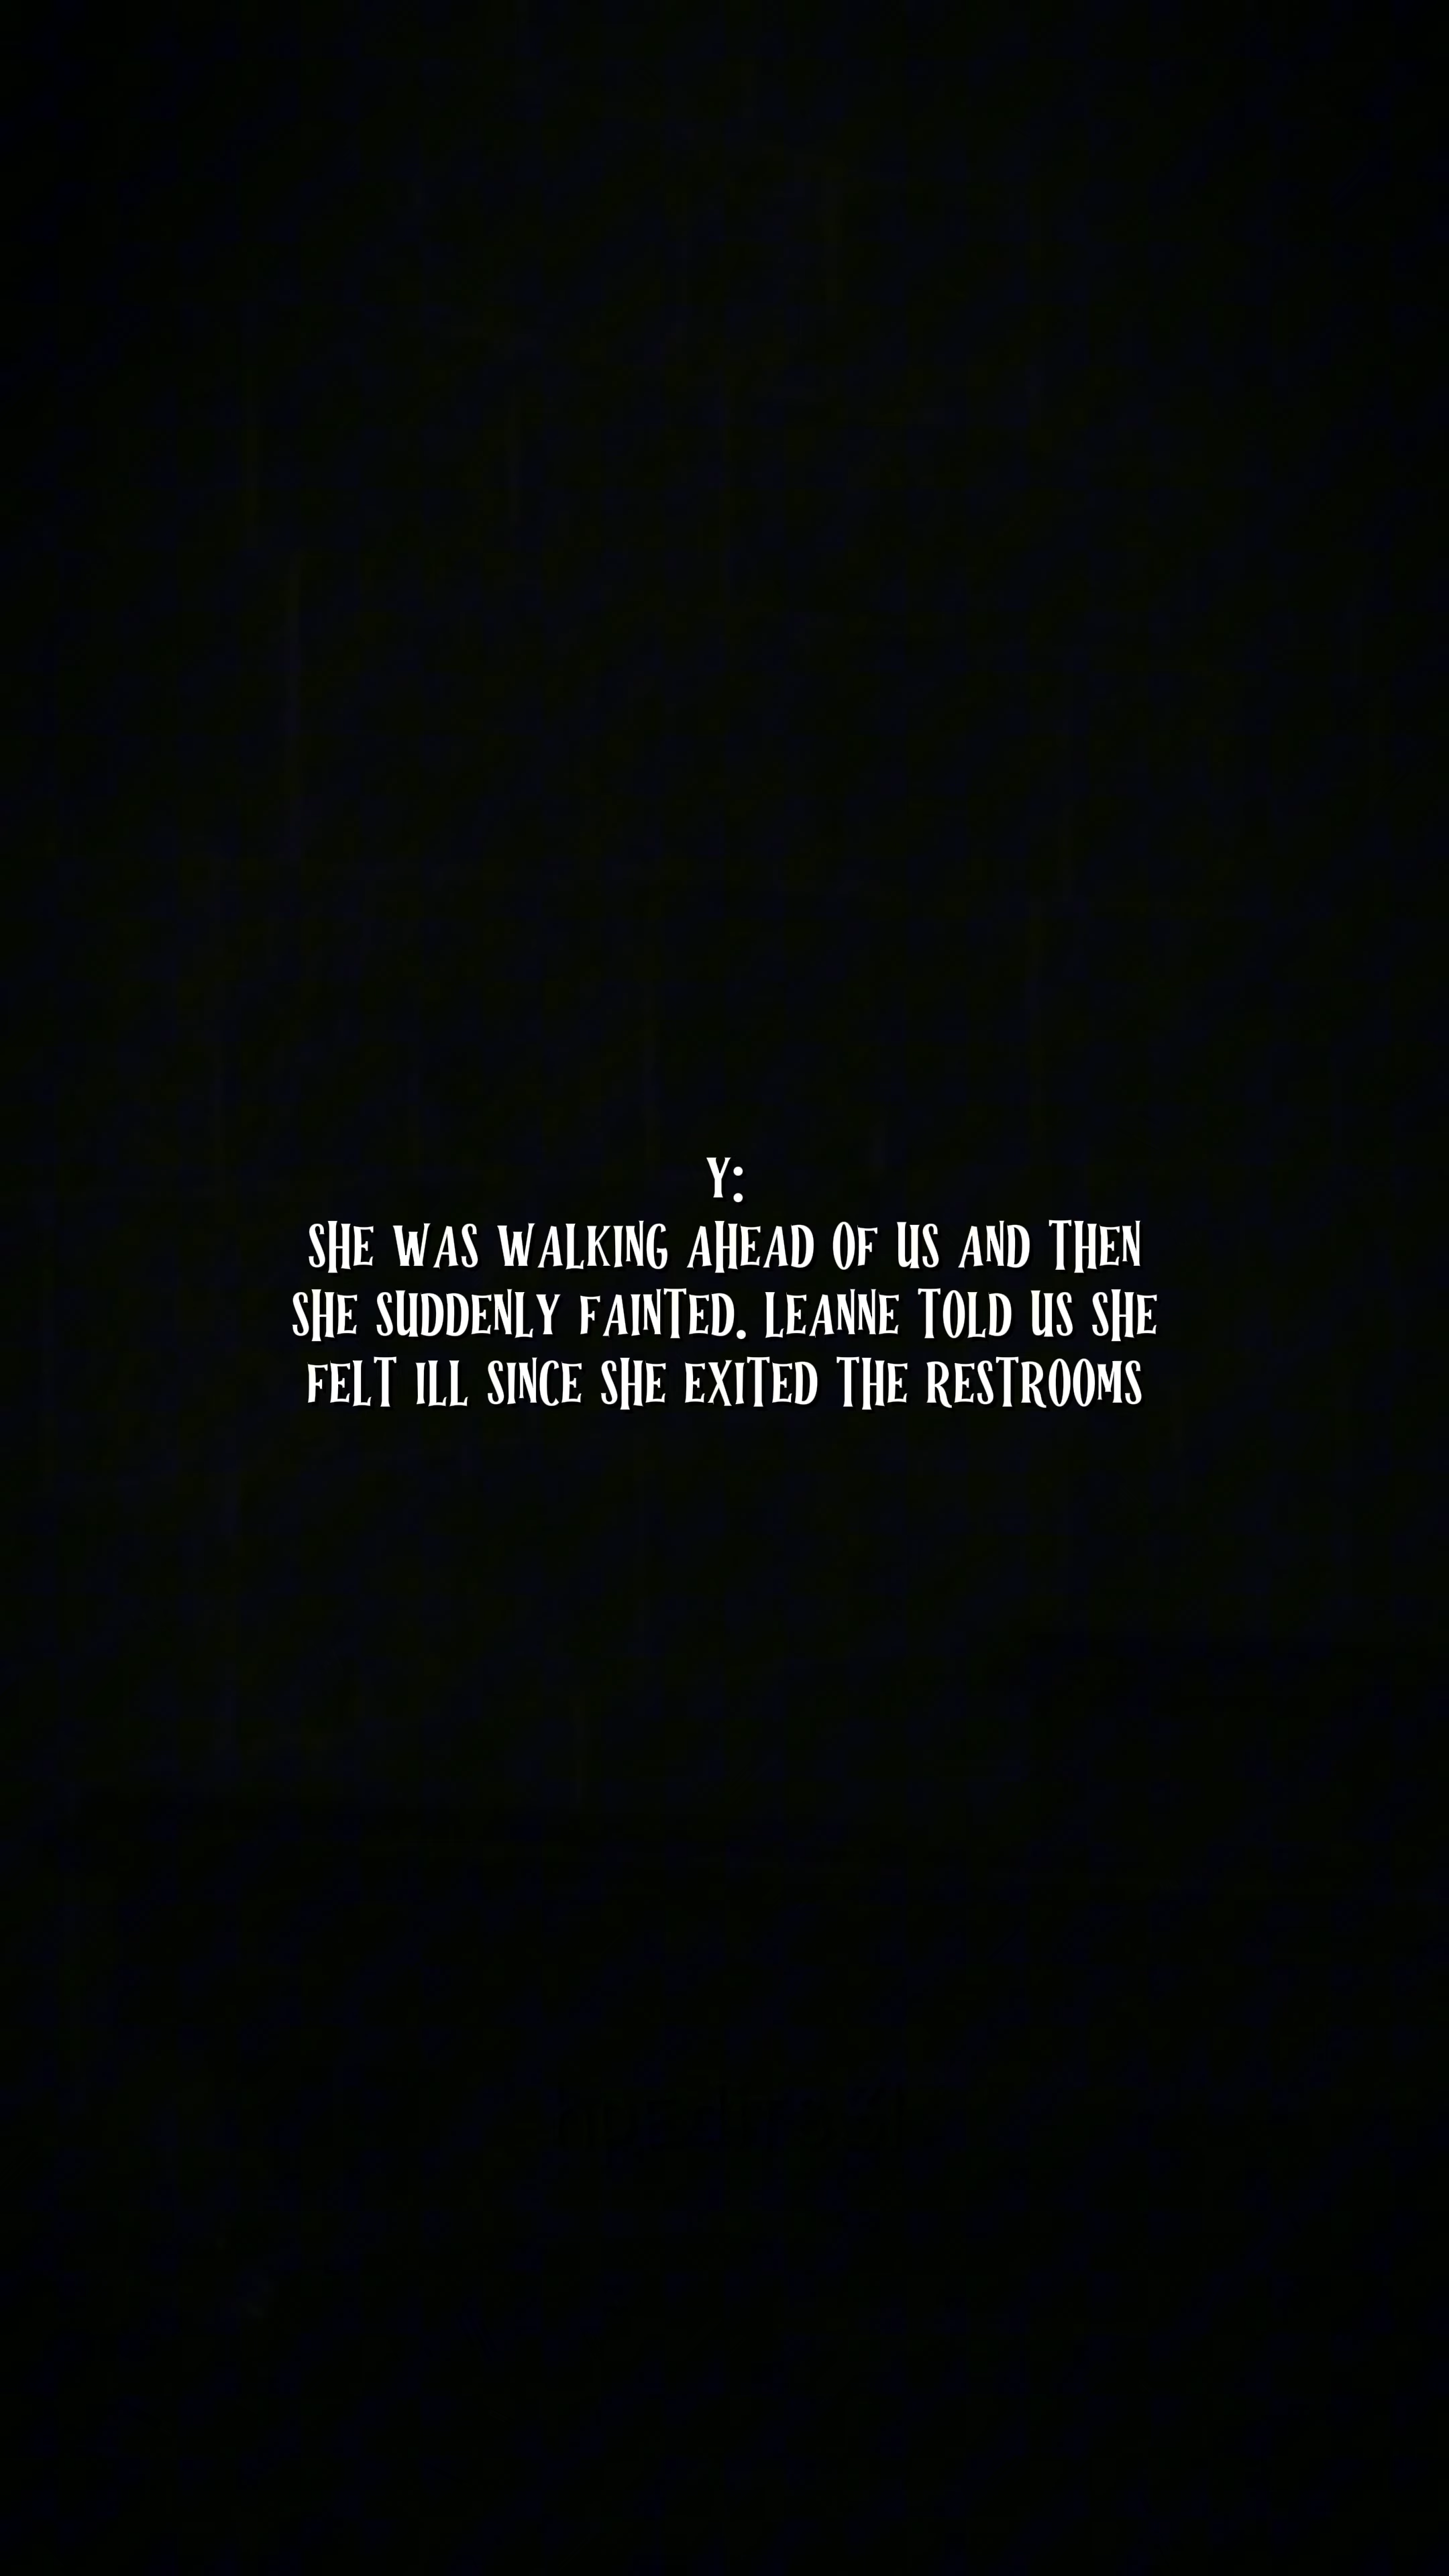 Y:
SHE WAS WALKING AHEAD OF US AND THEN
SHE SUDDENLY FAINTED. LEANNE TOLD US SHE
FELT ILL SINCE SHE EXITED THE RESTROOMS